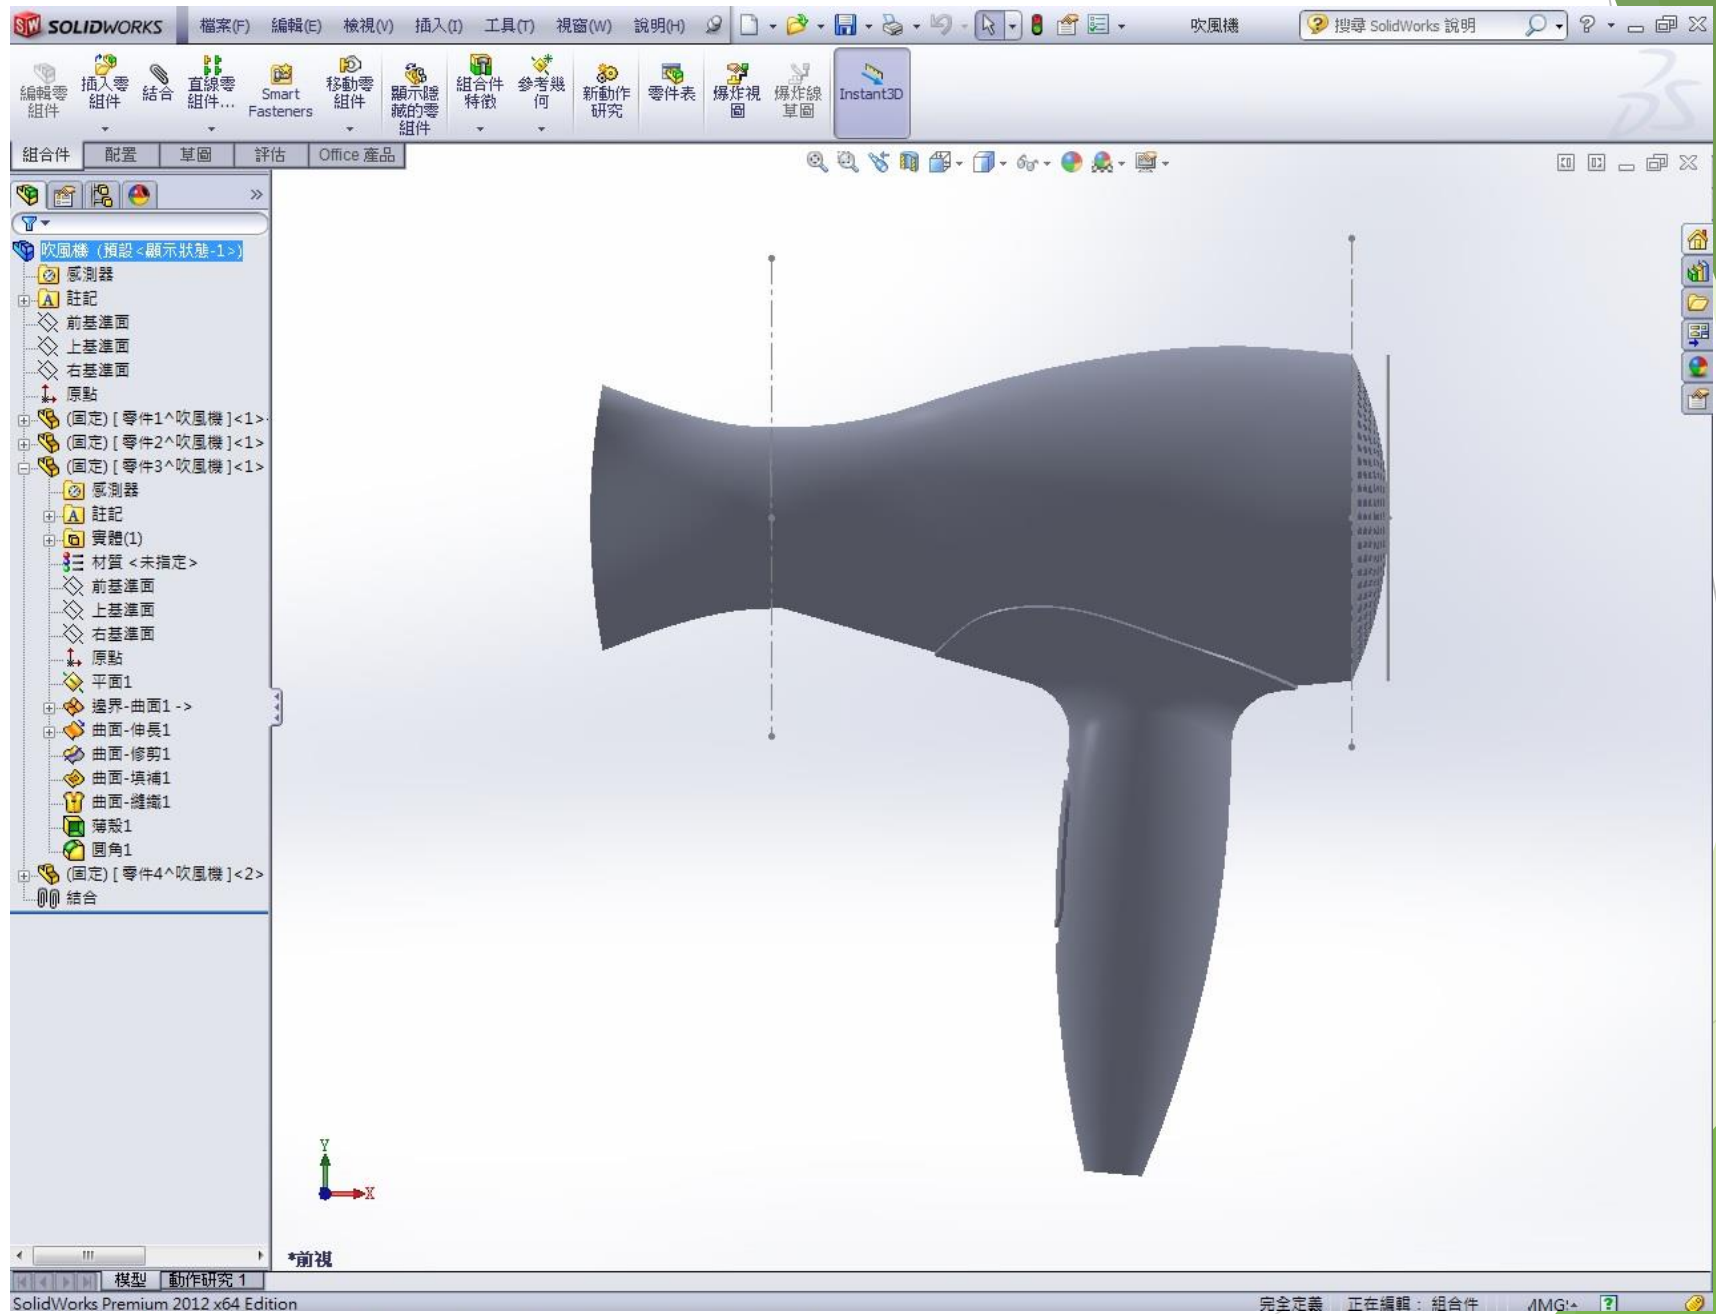 SW SOLIDWORKS 檔案(F) 編輯(E) 檢視(V) 插入(I) 工具(T) 視窗(W) 說明(H) 吹風機 搜尋 SolidWorks 說明
編輯零組件
插入零組件
結合
直線零組件...
Smart Fasteners
移動零組件
顯示隱藏的零組件
組合件特徵
參考幾何
新動作研究
零件表
爆炸視圖
爆炸線草圖
Instant3D
組合件 配置 草圖 評估 Office 產品
吹風機 (預設<顯示狀態-1>)
感測器
註記
前基準面
上基準面
右基準面
原點
(固定) [ 零件1^吹風機 ]<1>
(固定) [ 零件2^吹風機 ]<1>
(固定) [ 零件3^吹風機 ]<1>
感測器
註記
實體(1)
材質 <未指定>
前基準面
上基準面
右基準面
原點
平面1
邊界-曲面1 ->
曲面-伸長1
曲面-修剪1
曲面-填補1
曲面-縫織1
薄殼1
圓角1
(固定) [ 零件4^吹風機 ]<2>
結合
Y
X
*前視
模型 動作研究 1
SolidWorks Premium 2012 x64 Edition 完全定義 正在編輯： 組合件